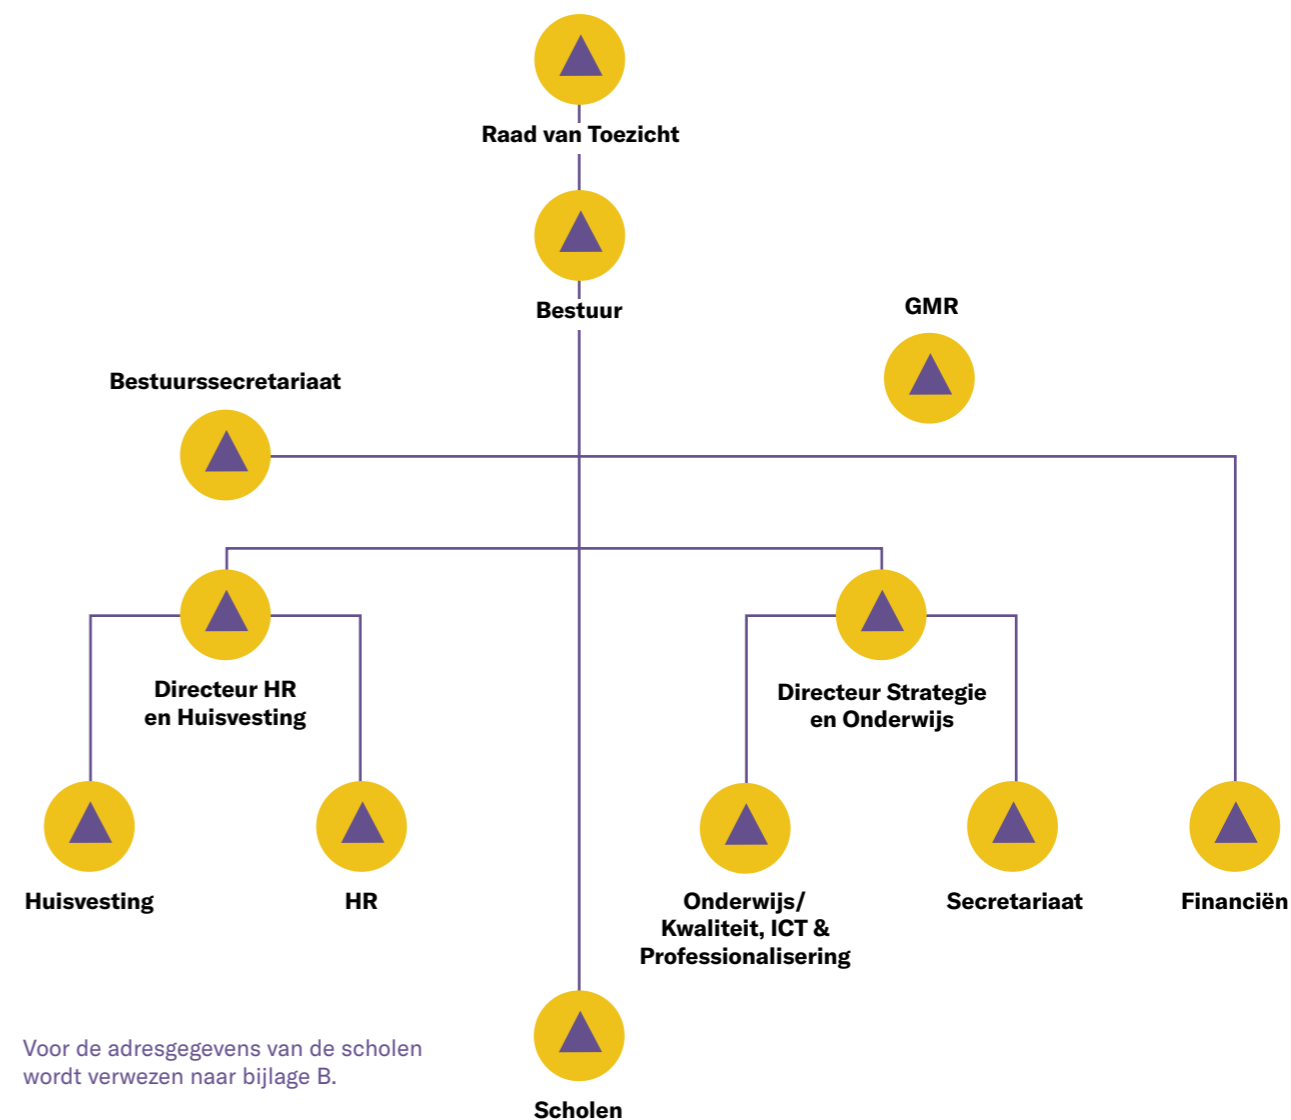 Raad van Toezicht
Bestuur
GMR
Bestuurssecretariaat
Directeur HR
en Huisvesting
Directeur Strategie
en Onderwijs
Huisvesting
HR
Onderwijs/
Kwaliteit, ICT &
Professionalisering
Secretariaat
Financiën
Voor de adresgegevens van de scholen
wordt verwezen naar bijlage B.
Scholen